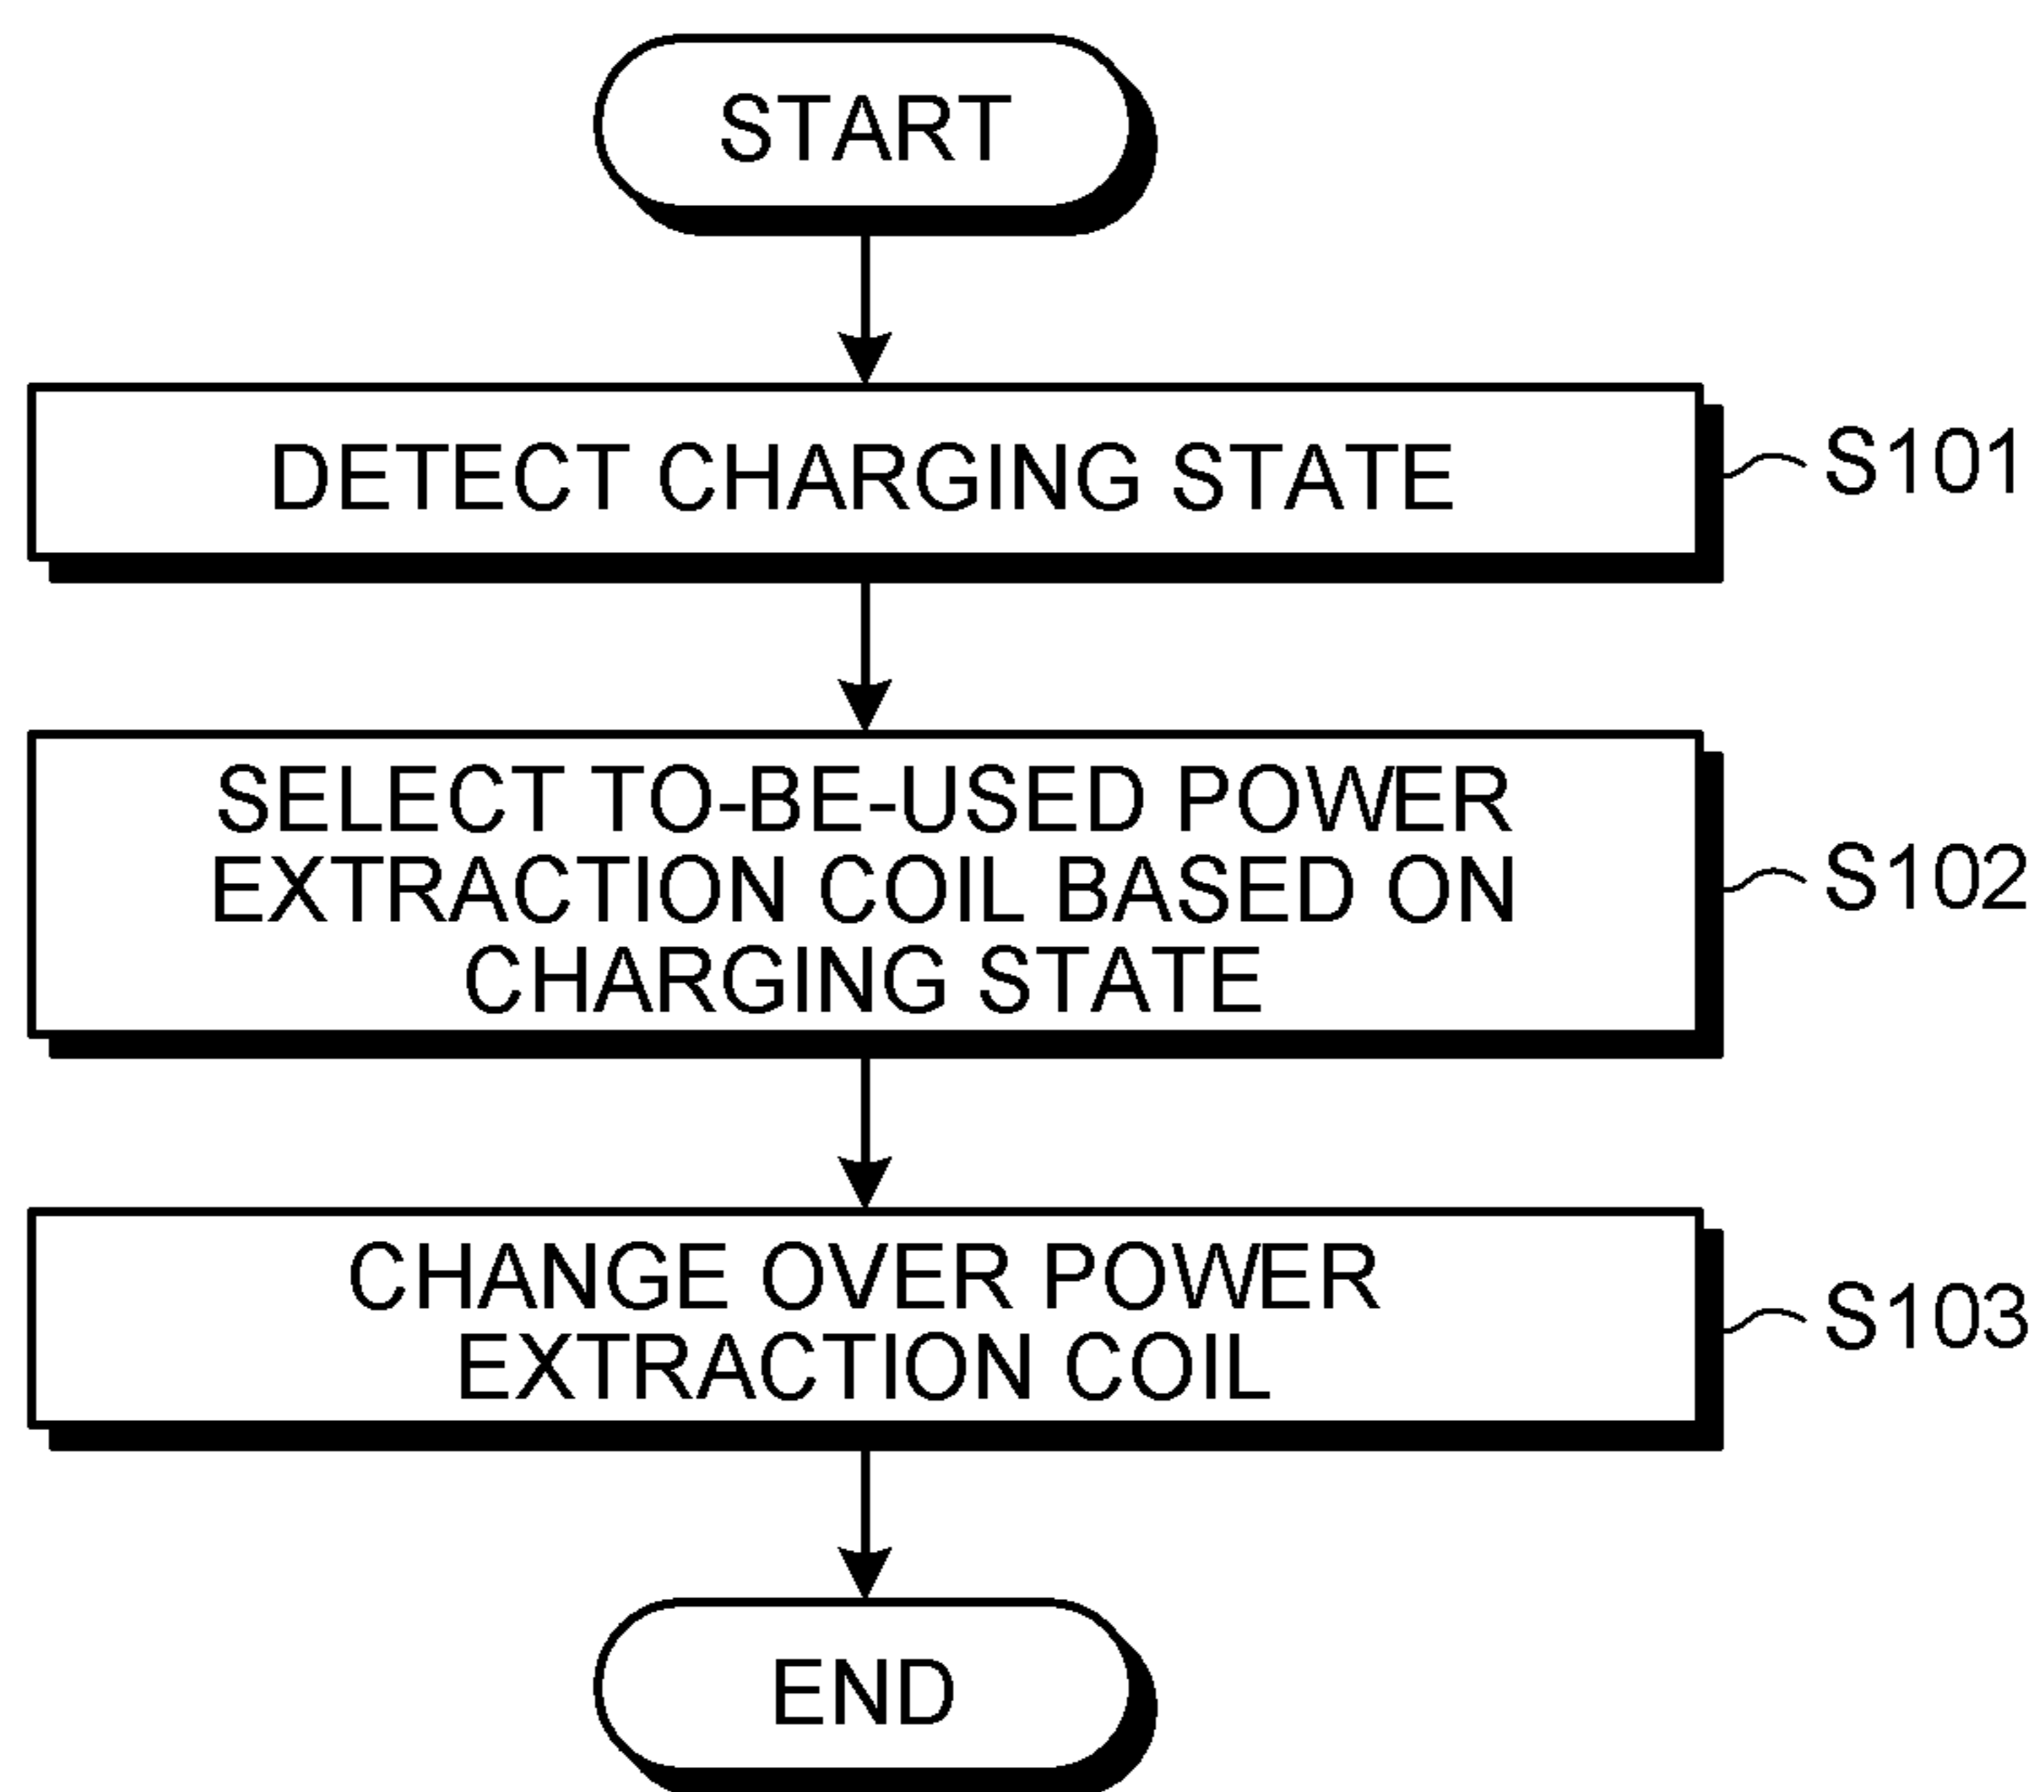 START
DETECT CHARGING STATE
S101
SELECT TO-BE-USED POWER
EXTRACTION COIL BASED ON
CHARGING STATE
S102
CHANGE OVER POWER
EXTRACTION COIL
S103
END